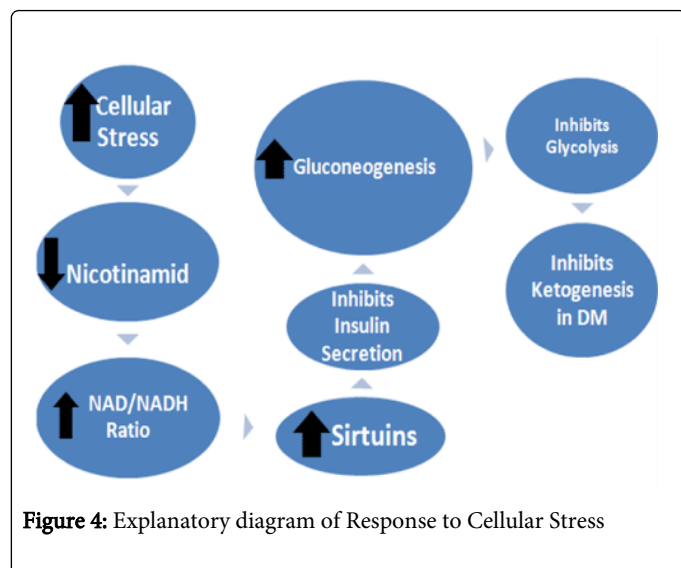 Cellular
Stress
Nicotinamid
NAD/NADH
Ratio
Sirtuins
Inhibits
Insulin
Secretion
Gluconeogenesis
Inhibits
Glycolysis
Inhibits
Ketogenesis
in DM
Figure 4: Explanatory diagram of Response to Cellular Stress